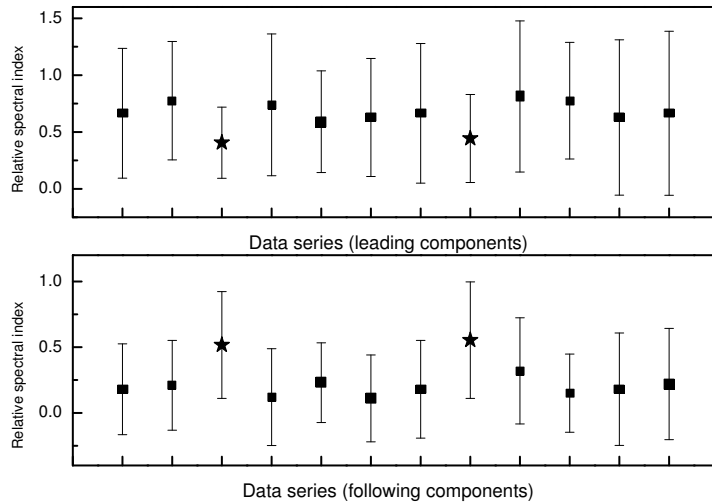 1.5
1.0
0.5
0.0
Relative spectral index
Data series (leading components)
1.0
0.5
0.0
Relative spectral index
Data series (following components)